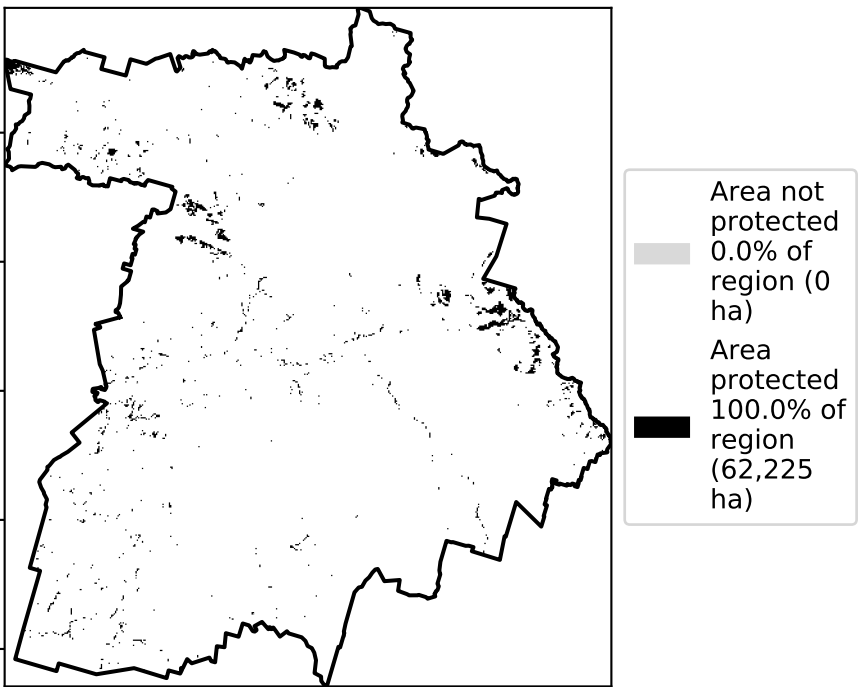 Area not
protected
0.0% of
region (0
ha)
Area
protected
100.0% of
region
(62,225
ha)